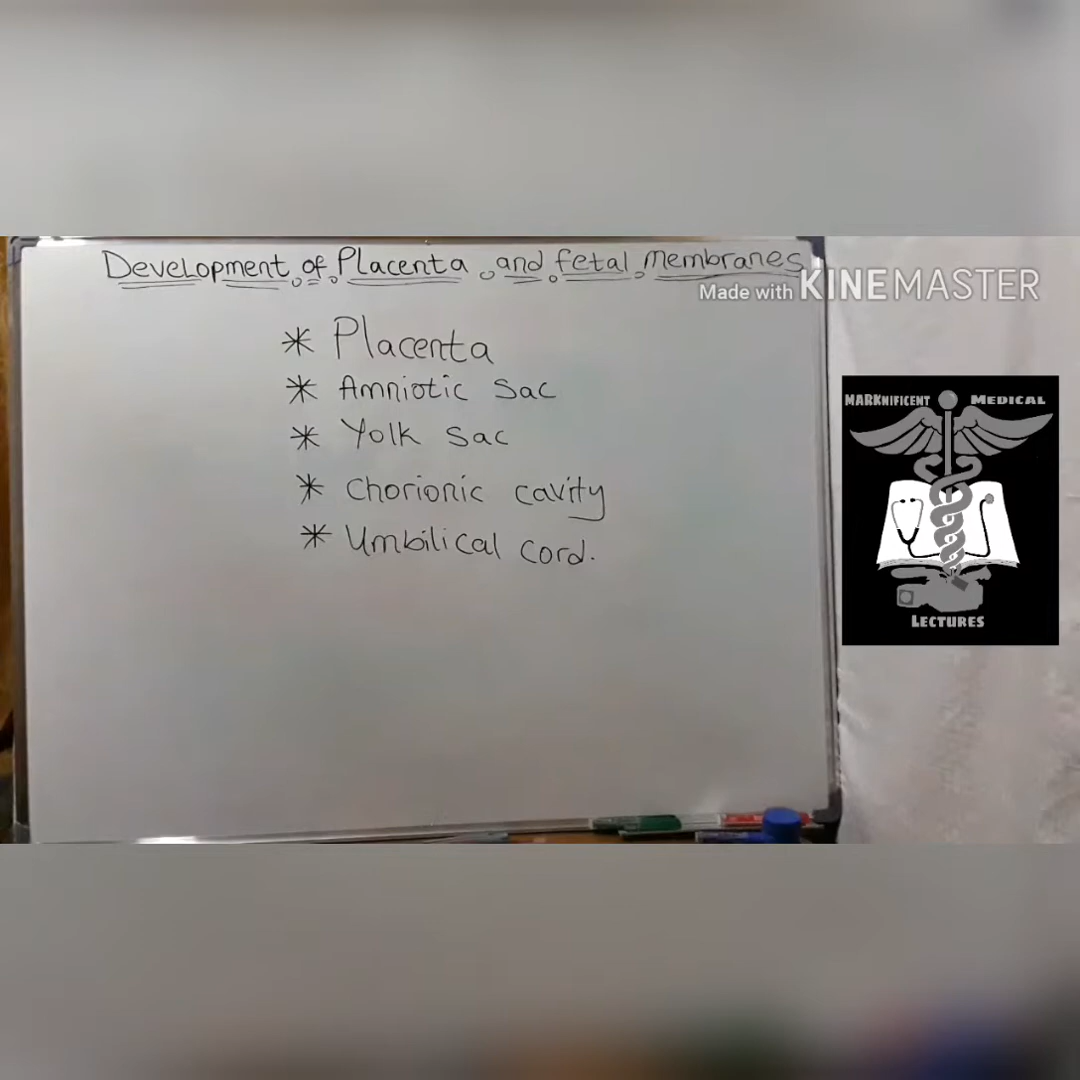 Development of Placenta and fetal membranes
Made with KINEMASTER
* Placenta
* Amniotic Sac
* Yolk Sac
* Chorionic cavity
* Umbilical cord.
MARKNIFICENT MEDICAL
LECTURES